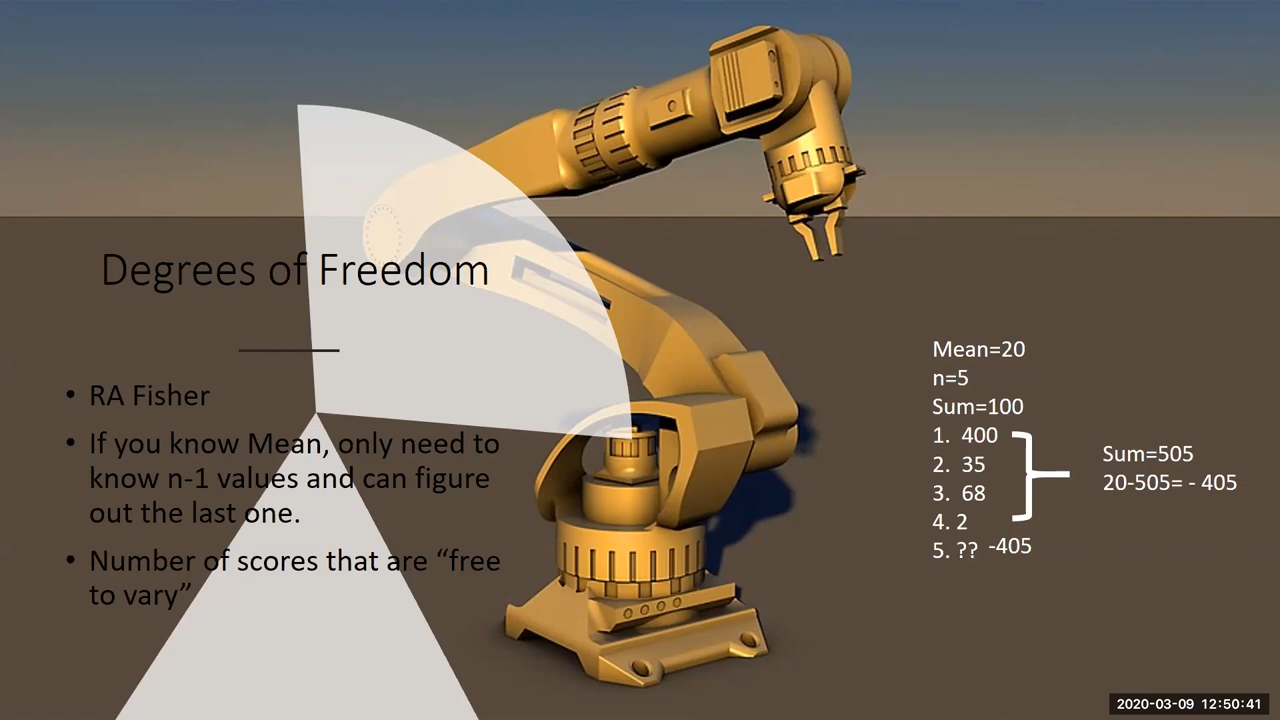 Degrees of Freedom
• RA Fisher
• If you know Mean, only need to
know n-1 values and can figure
out the last one.
• Number of scores that are “free
to vary”
Mean=20
n=5
Sum=100
1. 400
2. 35
3. 68
4. 2
5. ?? -405
Sum=505
20-505= - 405
2020-03-09 12:50:41